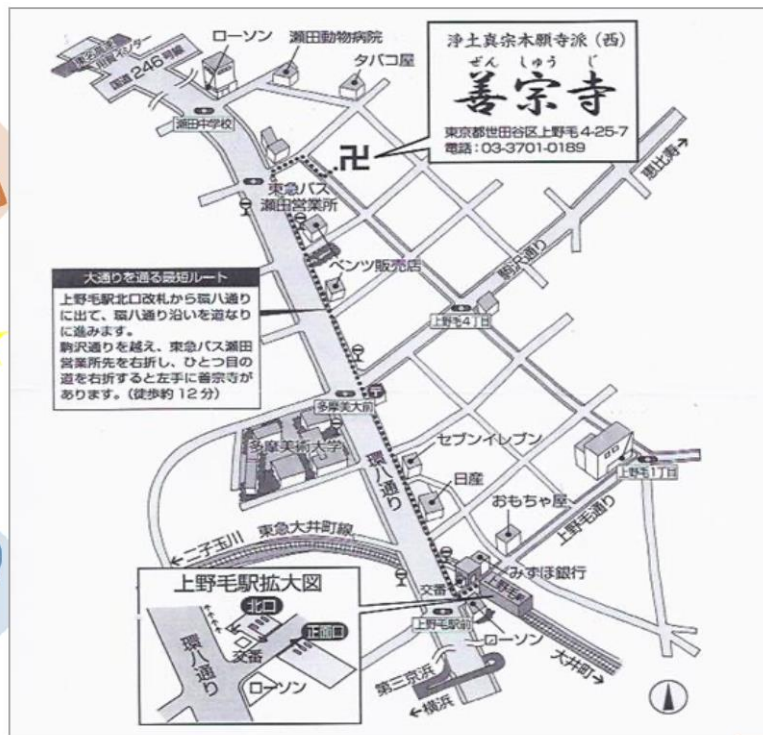 東名高速
用賀インター
国道246号線
ローソン
瀬田動物病院
タバコ屋
浄土真宗本願寺派（西）
ぜん しゅう じ
善宗寺
東京都世田谷区上野毛4-25-7
電話：03-3701-0189
瀬田中学校
卍
東急バス
瀬田営業所
恵比寿
ベンツ販売店
駒沢通り
大通りを通る最短ルート
上野毛駅北口改札から環八通り
に出て、環八通り沿いを道なり
に進みます。
駒沢通りを越え、東急バス瀬田
営業所先を右折し、ひとつ目の
道を右折すると左手に善宗寺が
あります。（徒歩約12分）
上野毛4丁目
多摩美大前
多摩美術大学
環八通り
セブンイレブン
日産
上野毛1丁目
おもちゃ屋
上野毛通り
二子玉川
東急大井町線
みずほ銀行
交番
上野毛駅
上野毛駅前
ローソン
大井町
第三京浜
横浜
上野毛駅拡大図
北口
正面口
交番
環八通り
ローソン